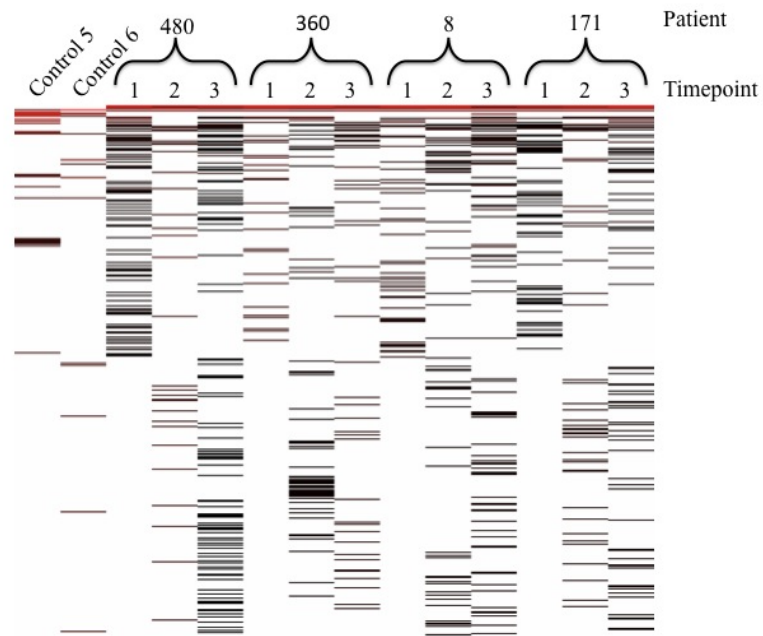 480 360 8 171 Patient
Control 5 Control 6
1 2 3 1 2 3 1 2 3 1 2 3 Timepoint